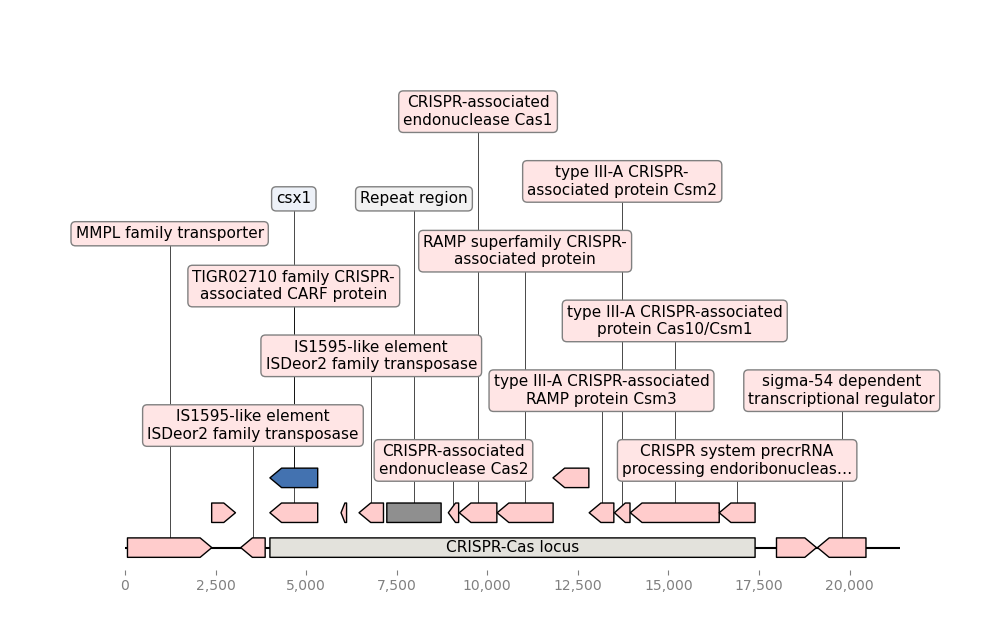 CRISPR-associated
endonuclease Cas1
type III-A CRISPR-
associated protein Csm2
csx1
Repeat region
MMPL family transporter
RAMP superfamily CRISPR-
associated protein
TIGR02710 family CRISPR-
associated CARF protein
type III-A CRISPR-associated
protein Cas10/Csm1
IS1595-like element
ISDeor2 family transposase
type III-A CRISPR-associated
RAMP protein Csm3
sigma-54 dependent
transcriptional regulator
IS1595-like element
ISDeor2 family transposase
CRISPR-associated
endonuclease Cas2
CRISPR system precrRNA
processing endoribonucleas...
CRISPR-Cas locus
0 2,500 5,000 7,500 10,000 12,500 15,000 17,500 20,000